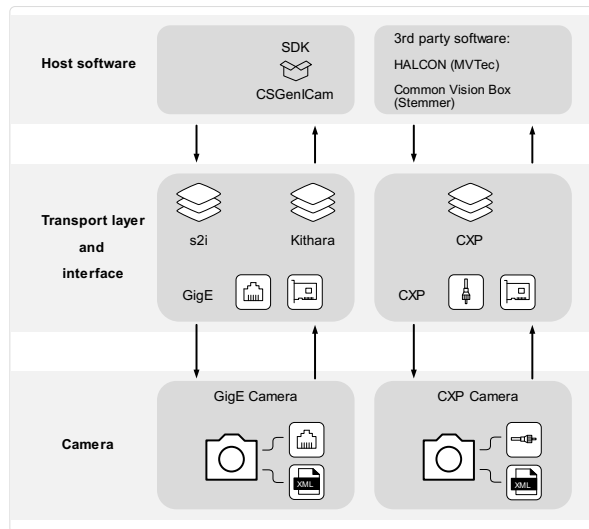 Host software
SDK
CSGenICam
3rd party software:
HALCON (MVTec)
Common Vision Box
(Stemmer)
Transport layer
and
interface
s2i
Kithara
CXP
GigE
CXP
Camera
GigE Camera
XML
CXP Camera
XML